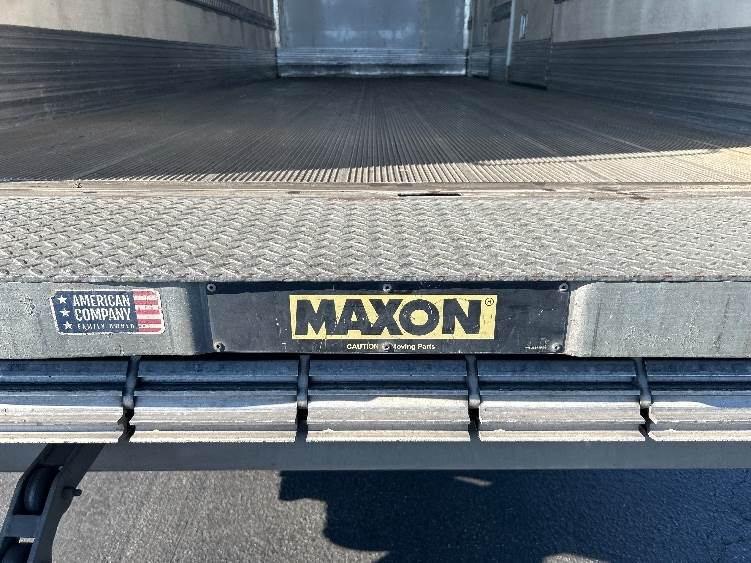 AMERICAN
COMPANY
FAMILY OWNED
MAXON®
CAUTION Moving Parts